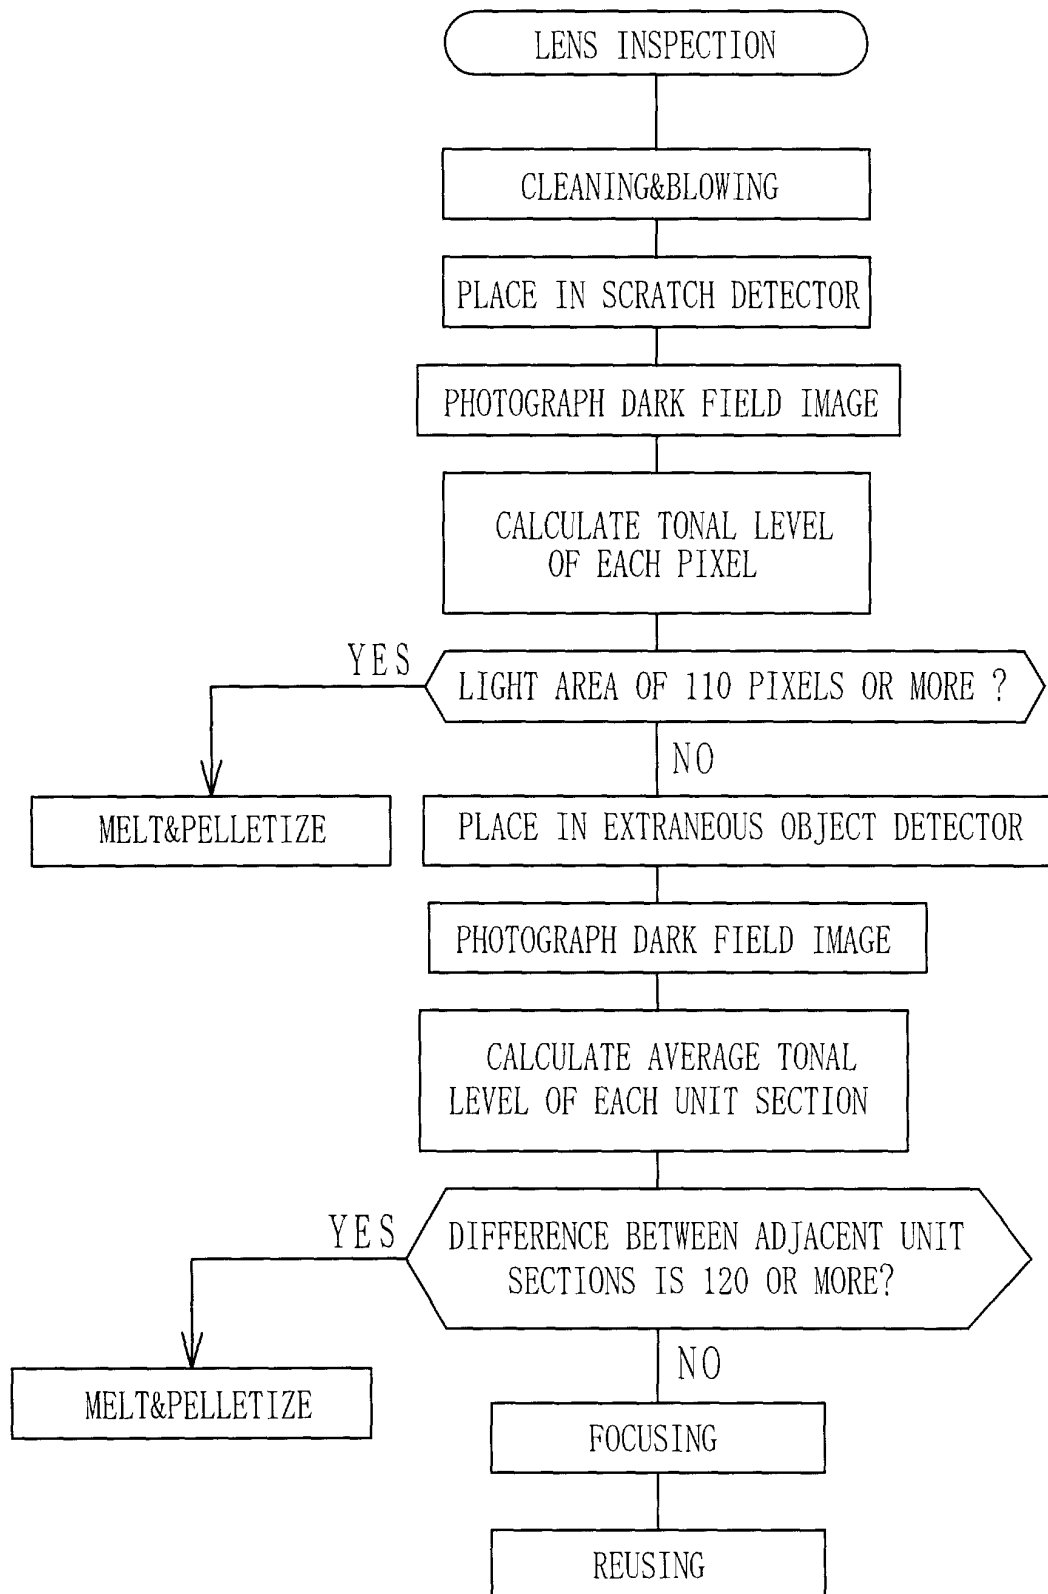 LENS INSPECTION
CLEANING&BLOWING
PLACE IN SCRATCH DETECTOR
PHOTOGRAPH DARK FIELD IMAGE
CALCULATE TONAL LEVEL
OF EACH PIXEL
YES
LIGHT AREA OF 110 PIXELS OR MORE ?
NO
MELT&PELLETIZE
PLACE IN EXTRANEOUS OBJECT DETECTOR
PHOTOGRAPH DARK FIELD IMAGE
CALCULATE AVERAGE TONAL
LEVEL OF EACH UNIT SECTION
YES
DIFFERENCE BETWEEN ADJACENT UNIT
SECTIONS IS 120 OR MORE?
NO
MELT&PELLETIZE
FOCUSING
REUSING